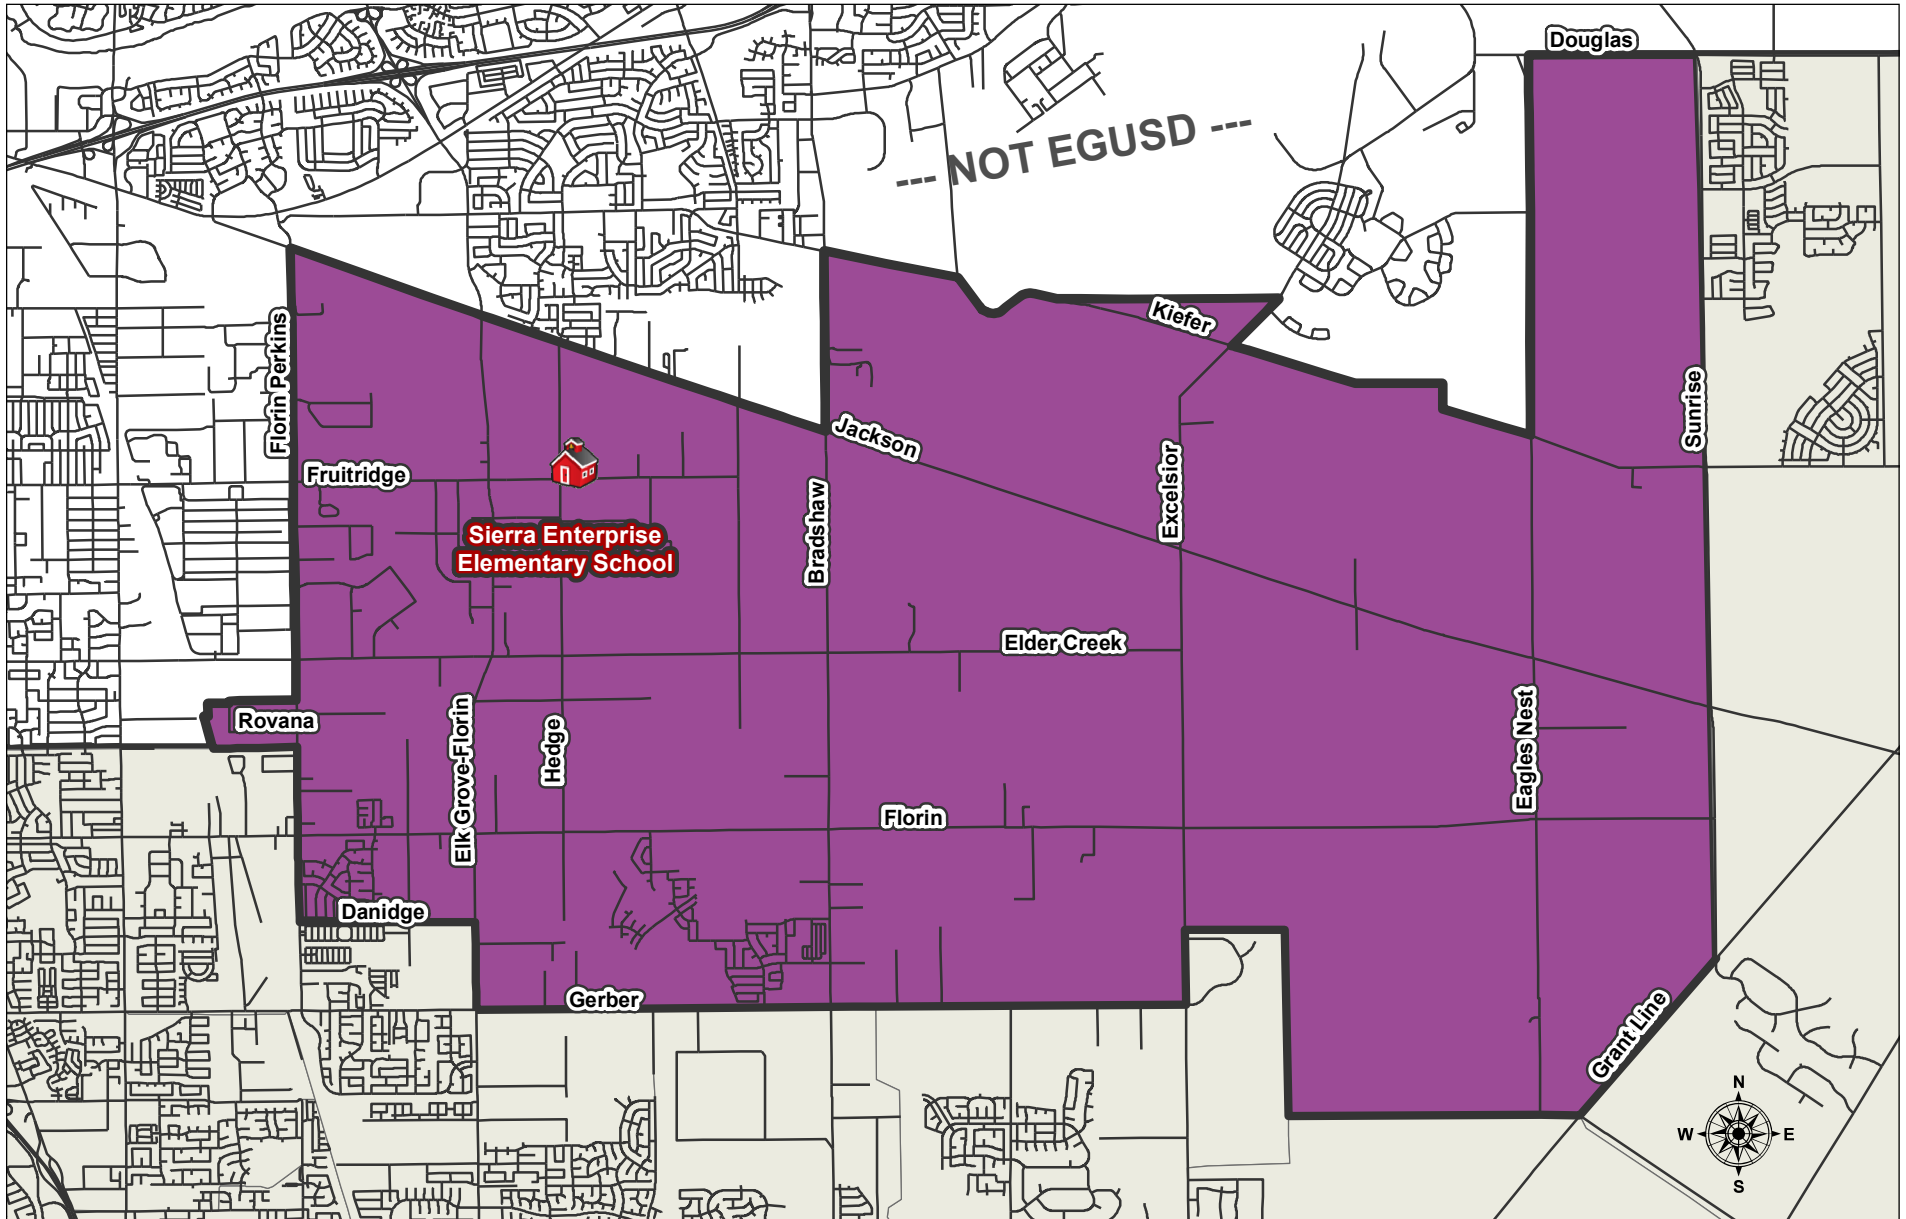 Douglas
--- NOT EGUSD ---
Kiefer
Florin Perkins
Sunrise
Jackson
Fruitridge
Excelsior
Bradshaw
Sierra Enterprise
Elementary School
Elder Creek
Rovana
Elk Grove-Florin
Hedge
Eagles Nest
Florin
Danidge
Gerber
Grant Line
N
W E
S